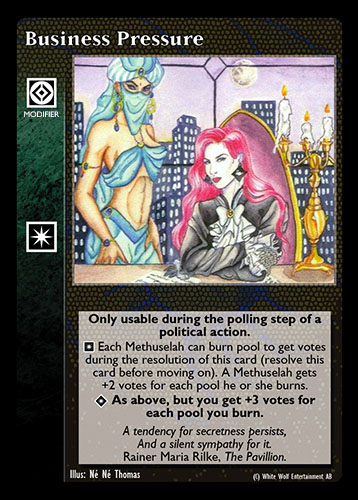 Business Pressure
MODIFIER
Only usable during the polling step of a
political action.
Each Methuselah can burn pool to get votes
during the resolution of this card (resolve this
card before moving on). A Methuselah gets
+2 votes for each pool he or she burns.
As above, but you get +3 votes for
each pool you burn.
A tendency for secretness persists,
And a silent sympathy for it.
Rainer Maria Rilke, The Pavillion.
Illus: Né Né Thomas
(C) White Wolf Entertainment AB